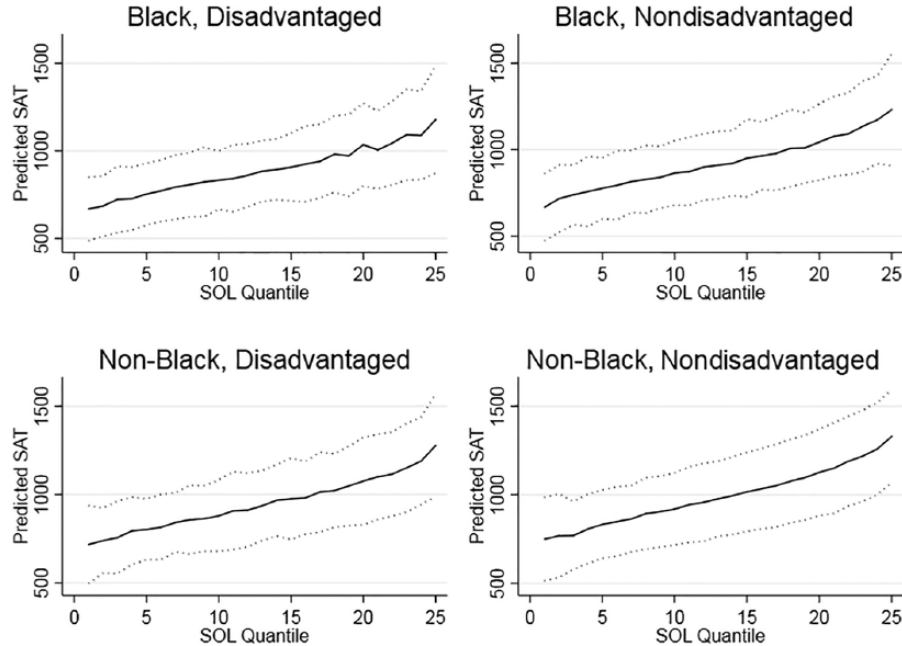 Black, Disadvantaged
Predicted SAT
1500
1000
500
0 5 10 15 20 25
SOL Quantile
Black, Nondisadvantaged
Predicted SAT
1500
1000
500
0 5 10 15 20 25
SOL Quantile
Non-Black, Disadvantaged
Predicted SAT
1500
1000
500
0 5 10 15 20 25
SOL Quantile
Non-Black, Nondisadvantaged
Predicted SAT
1500
1000
500
0 5 10 15 20 25
SOL Quantile